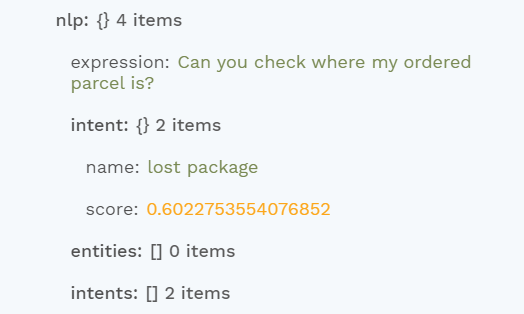 nlp: {} 4 items
expression: Can you check where my ordered
parcel is?
intent: {} 2 items
name: lost package
score: 0.6022753554076852
entities: [] 0 items
intents: [] 2 items